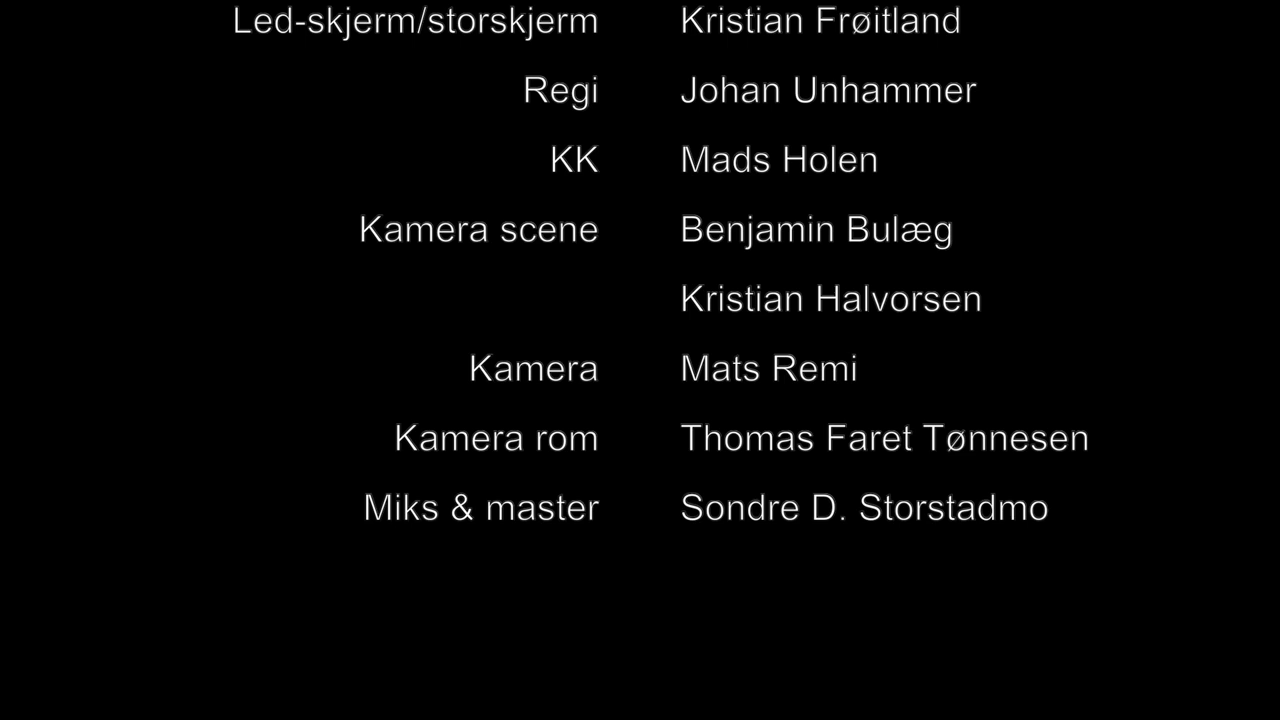 Led-skjerm/storskjerm Kristian Frøitland
Regi Johan Unhammer
KK Mads Holen
Kamera scene Benjamin Bulæg
Kristian Halvorsen
Kamera Mats Remi
Kamera rom Thomas Faret Tønnesen
Miks & master Sondre D. Storstadmo